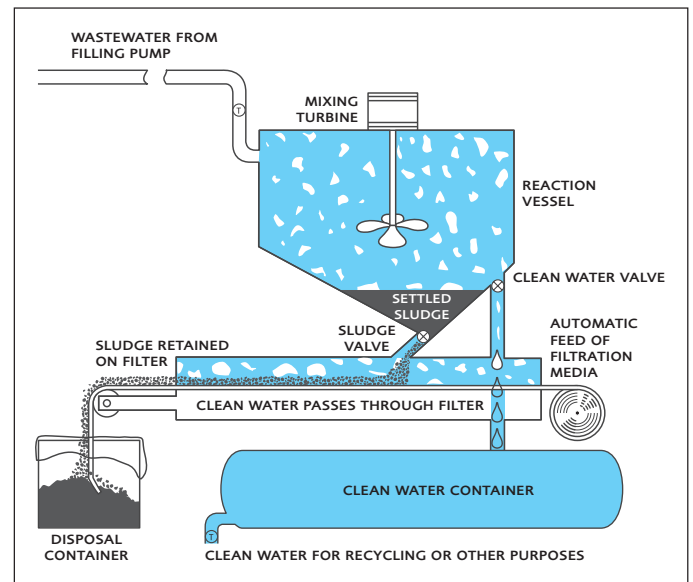 WASTEWATER FROM
FILLING PUMP
T
MIXING
TURBINE
REACTION
VESSEL
CLEAN WATER VALVE
SETTLED
SLUDGE
SLUDGE
VALVE
AUTOMATIC
FEED OF
FILTRATION
MEDIA
SLUDGE RETAINED
ON FILTER
CLEAN WATER PASSES THROUGH FILTER
CLEAN WATER CONTAINER
DISPOSAL
CONTAINER
T
CLEAN WATER FOR RECYCLING OR OTHER PURPOSES